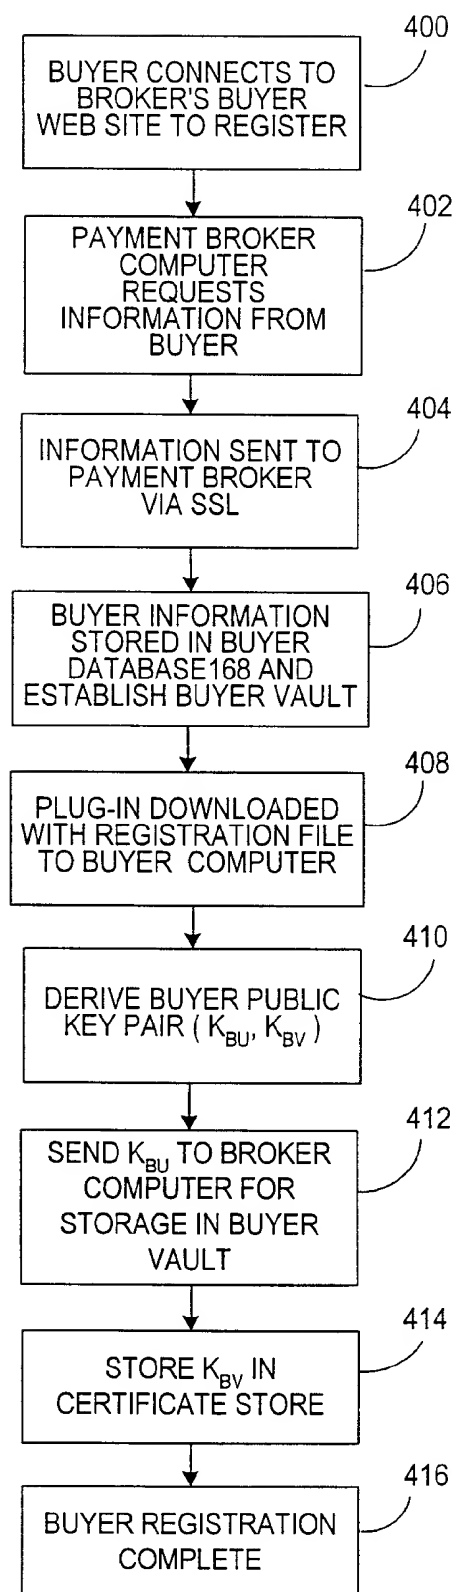 400
BUYER CONNECTS TO
BROKER'S BUYER
WEB SITE TO REGISTER
402
PAYMENT BROKER
COMPUTER
REQUESTS
INFORMATION FROM
BUYER
404
INFORMATION SENT TO
PAYMENT BROKER
VIA SSL
406
BUYER INFORMATION
STORED IN BUYER
DATABASE168 AND
ESTABLISH BUYER VAULT
408
PLUG-IN DOWNLOADED
WITH REGISTRATION FILE
TO BUYER COMPUTER
410
DERIVE BUYER PUBLIC
KEY PAIR ( KBU, KBV )
412
SEND KBU TO BROKER
COMPUTER FOR
STORAGE IN BUYER
VAULT
414
STORE KBV IN
CERTIFICATE STORE
416
BUYER REGISTRATION
COMPLETE